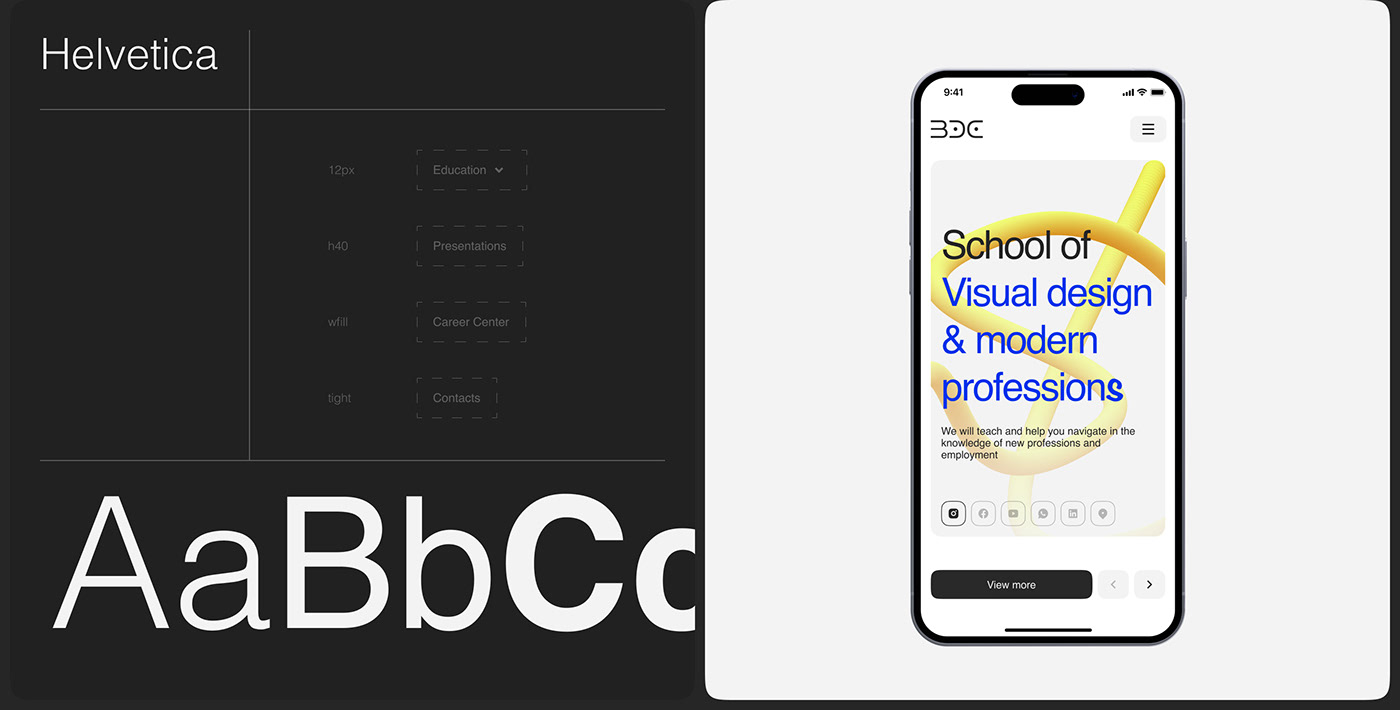 Helvetica
12px
Education
h40
Presentations
wfill
Career Center
tight
Contacts
AaBbCc
9:41
BDC
School of
Visual design
& modern
professions
We will teach and help you navigate in the
knowledge of new professions and
employment
View more